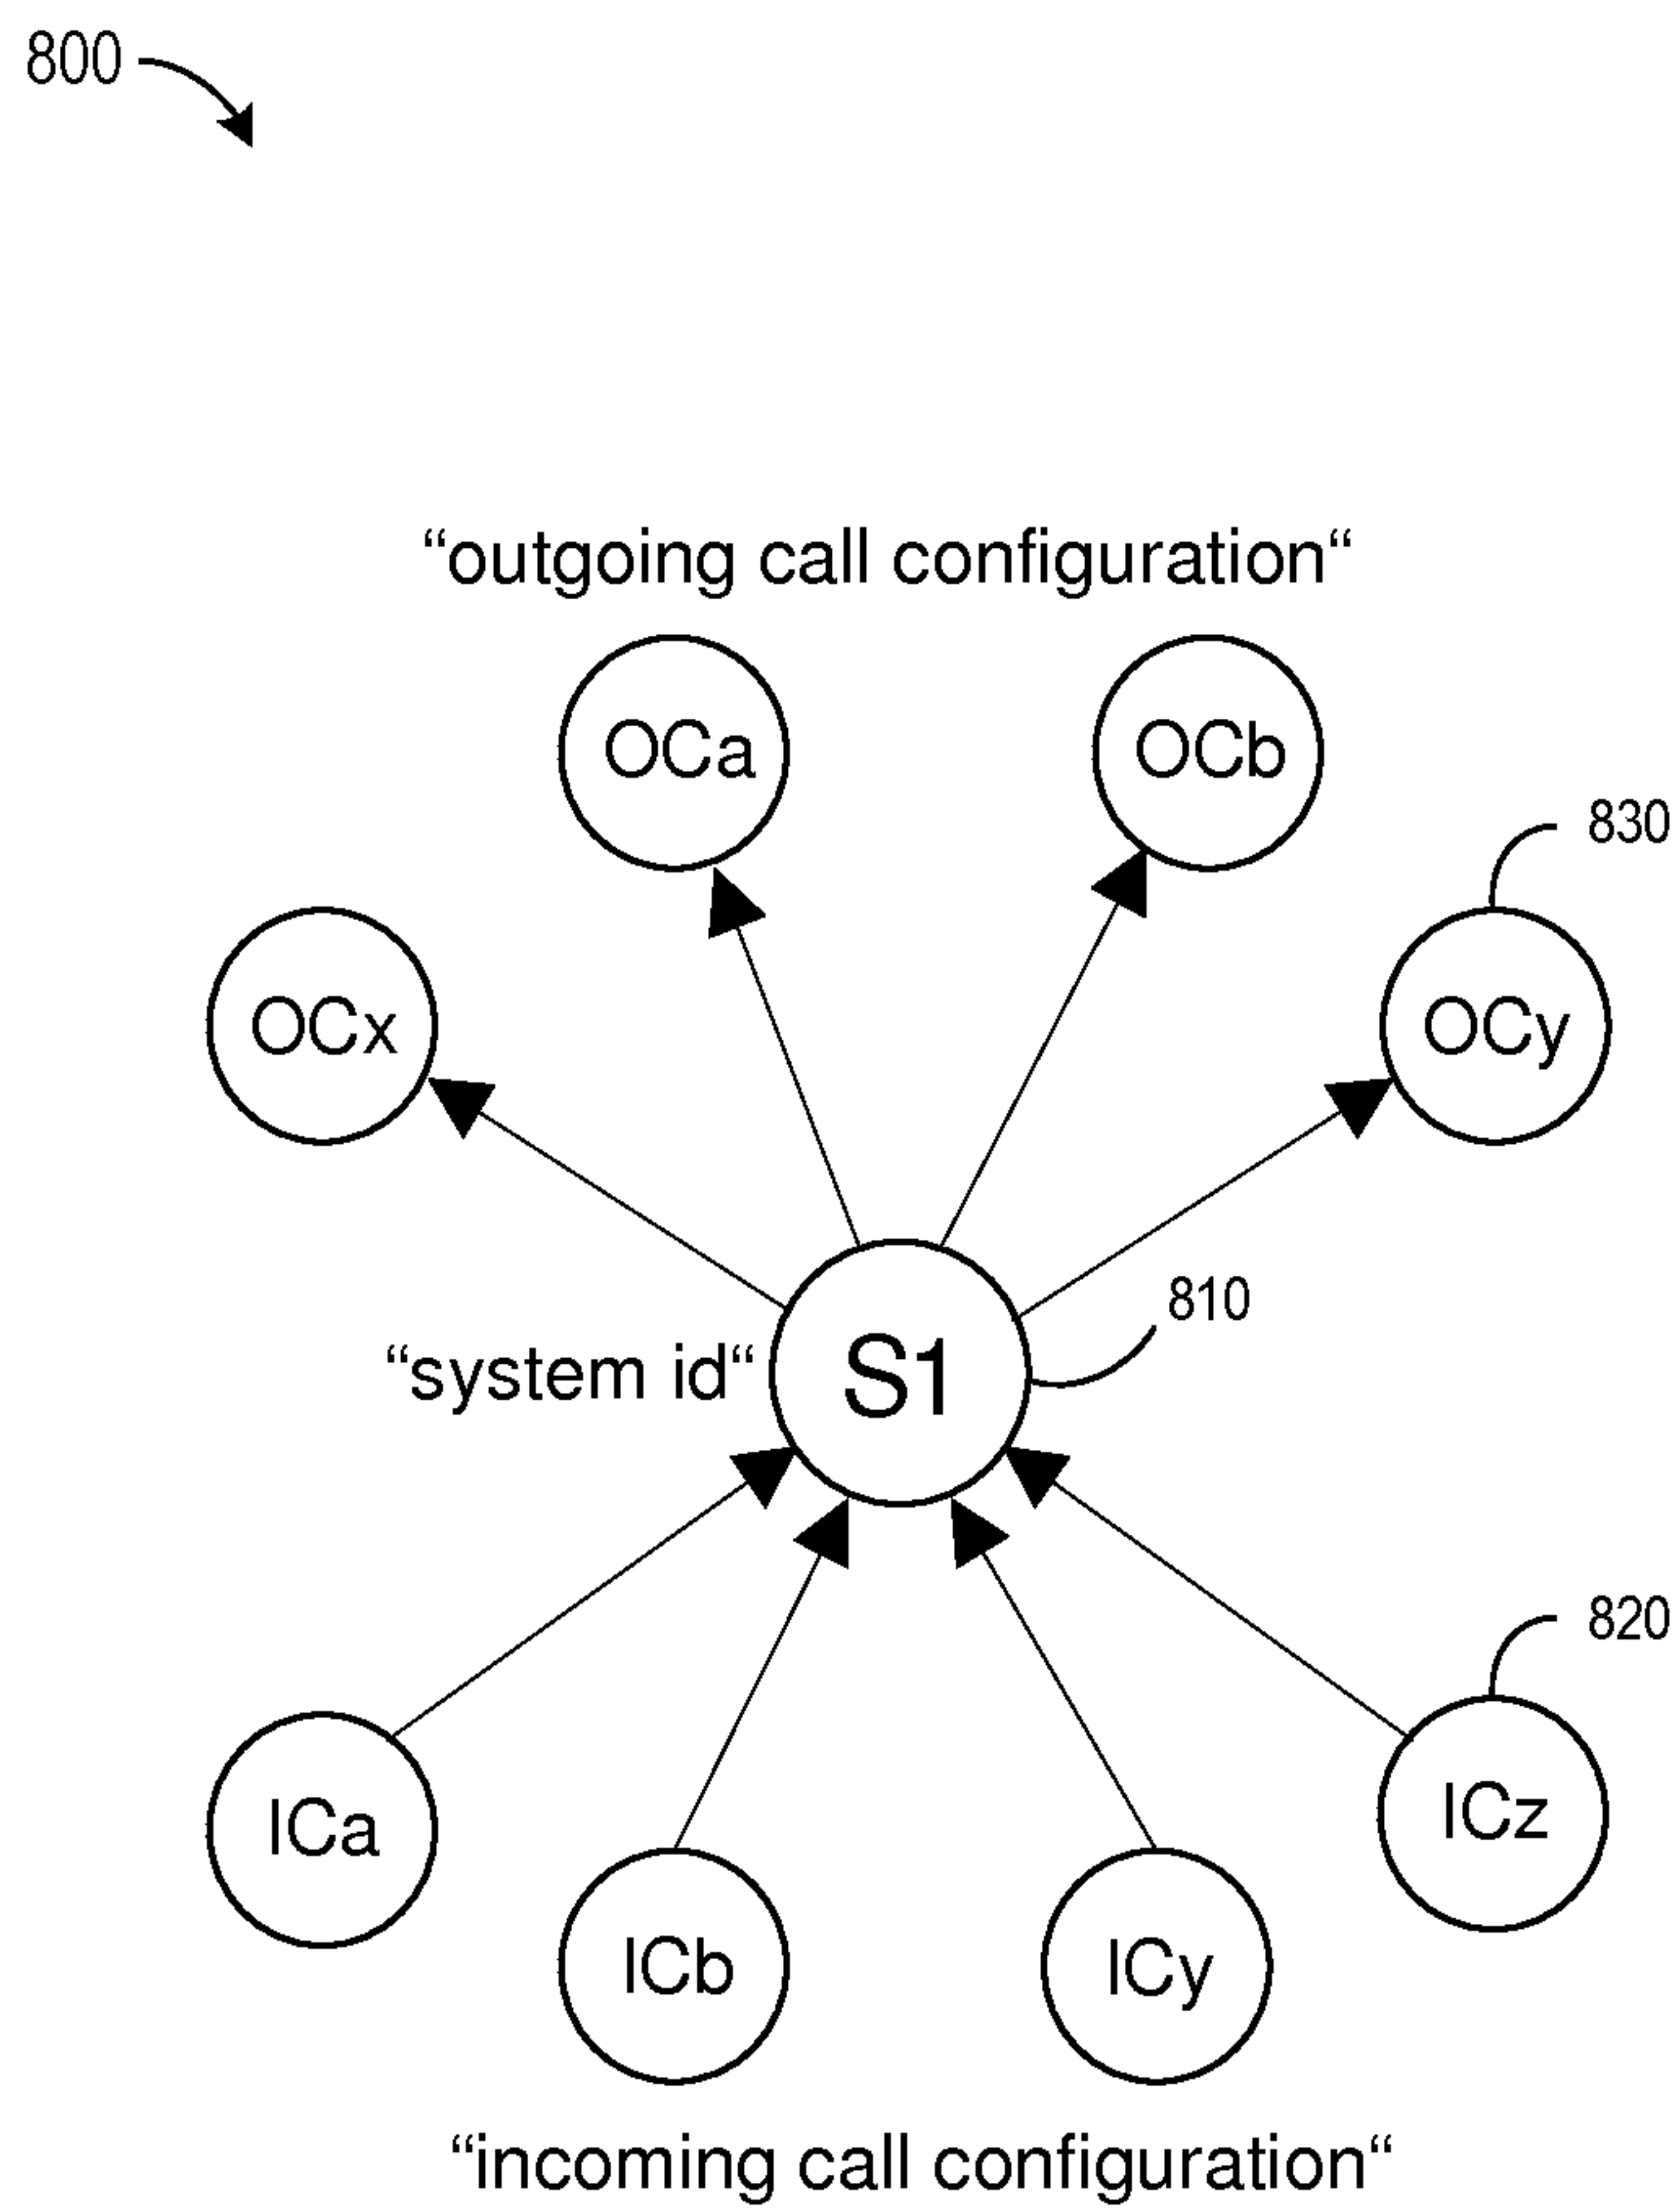 800
“outgoing call configuration“
OCa
OCb
830
OCx
OCy
810
“system id“
S1
820
ICa
ICz
ICb
ICy
“incoming call configuration“